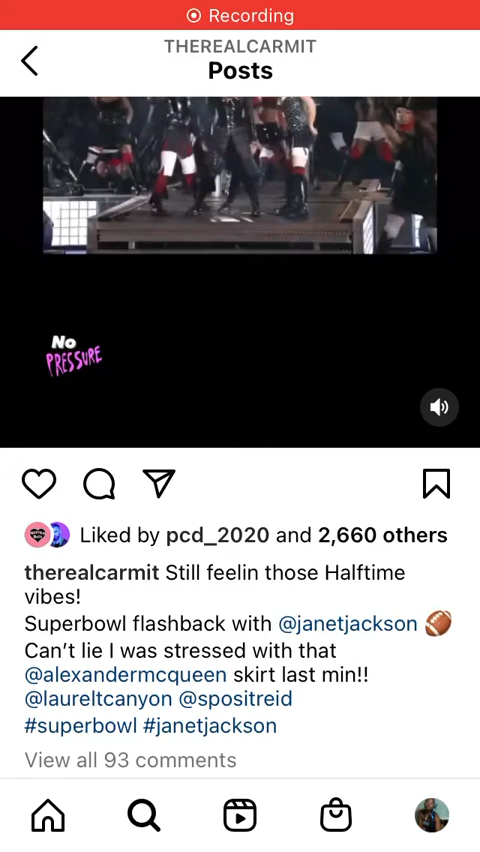 Recording
THEREALCARMIT
Posts
No
PRESSURE
Liked by pcd_2020 and 2,660 others
therealcarmit Still feelin those Halftime
vibes!
Superbowl flashback with @janetjackson 🏈
Can't lie I was stressed with that
@alexandermcqueen skirt last min!!
@laureltcanyon @spositreid
#superbowl #janetjackson
View all 93 comments